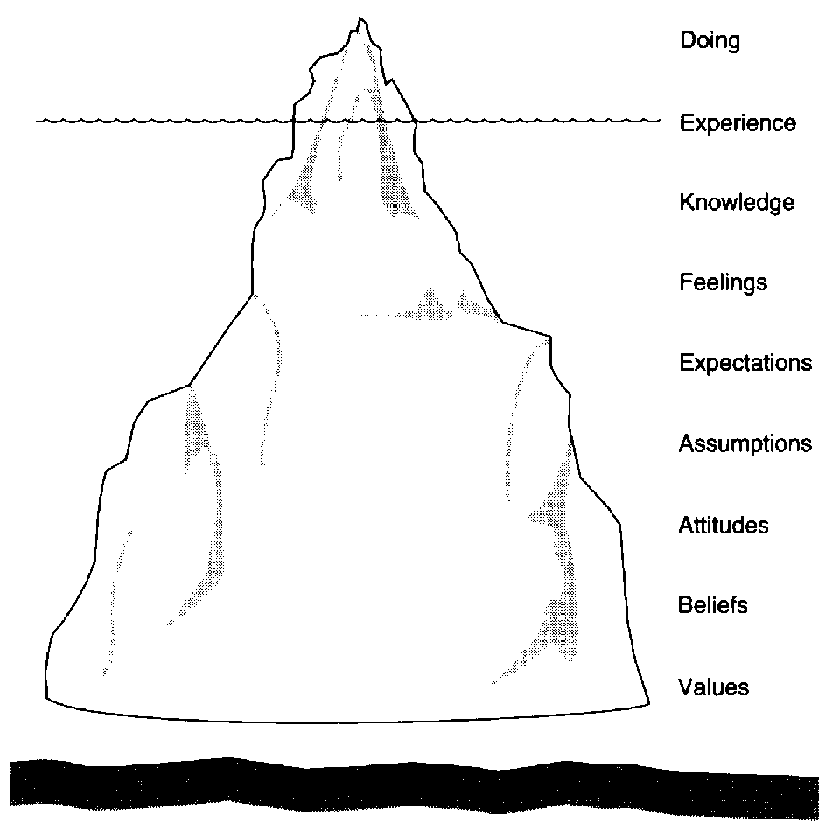 Doing
Experience
Knowledge
Feelings
Expectations
Assumptions
Attitudes
Beliefs
Values